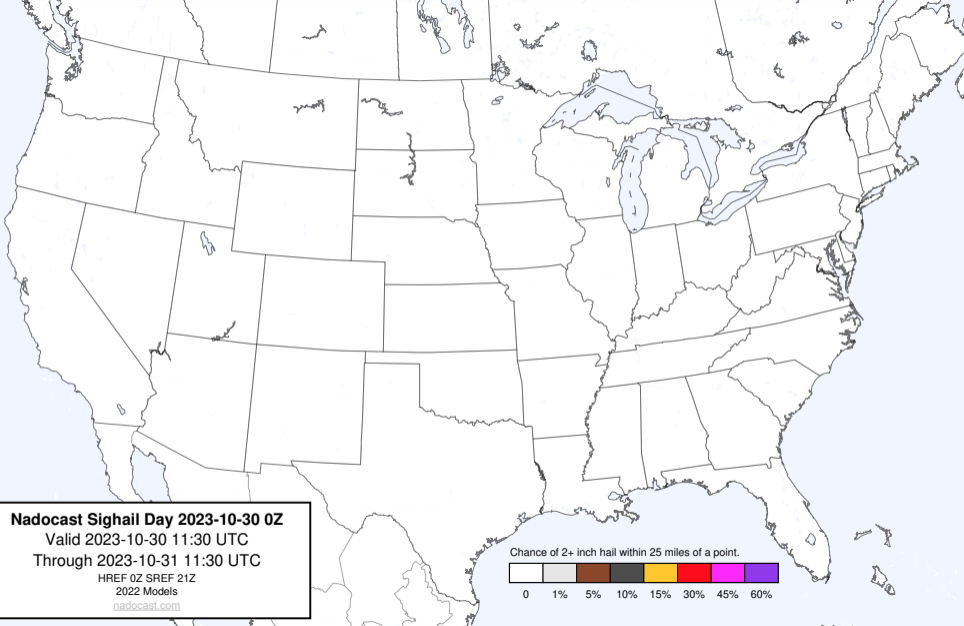 Nadocast Sighail Day 2023-10-30 0Z
Valid 2023-10-30 11:30 UTC
Through 2023-10-31 11:30 UTC
HREF 0Z SREF 21Z
2022 Models
nadocast.com
Chance of 2+ inch hail within 25 miles of a point.
0 1% 5% 10% 15% 30% 45% 60%